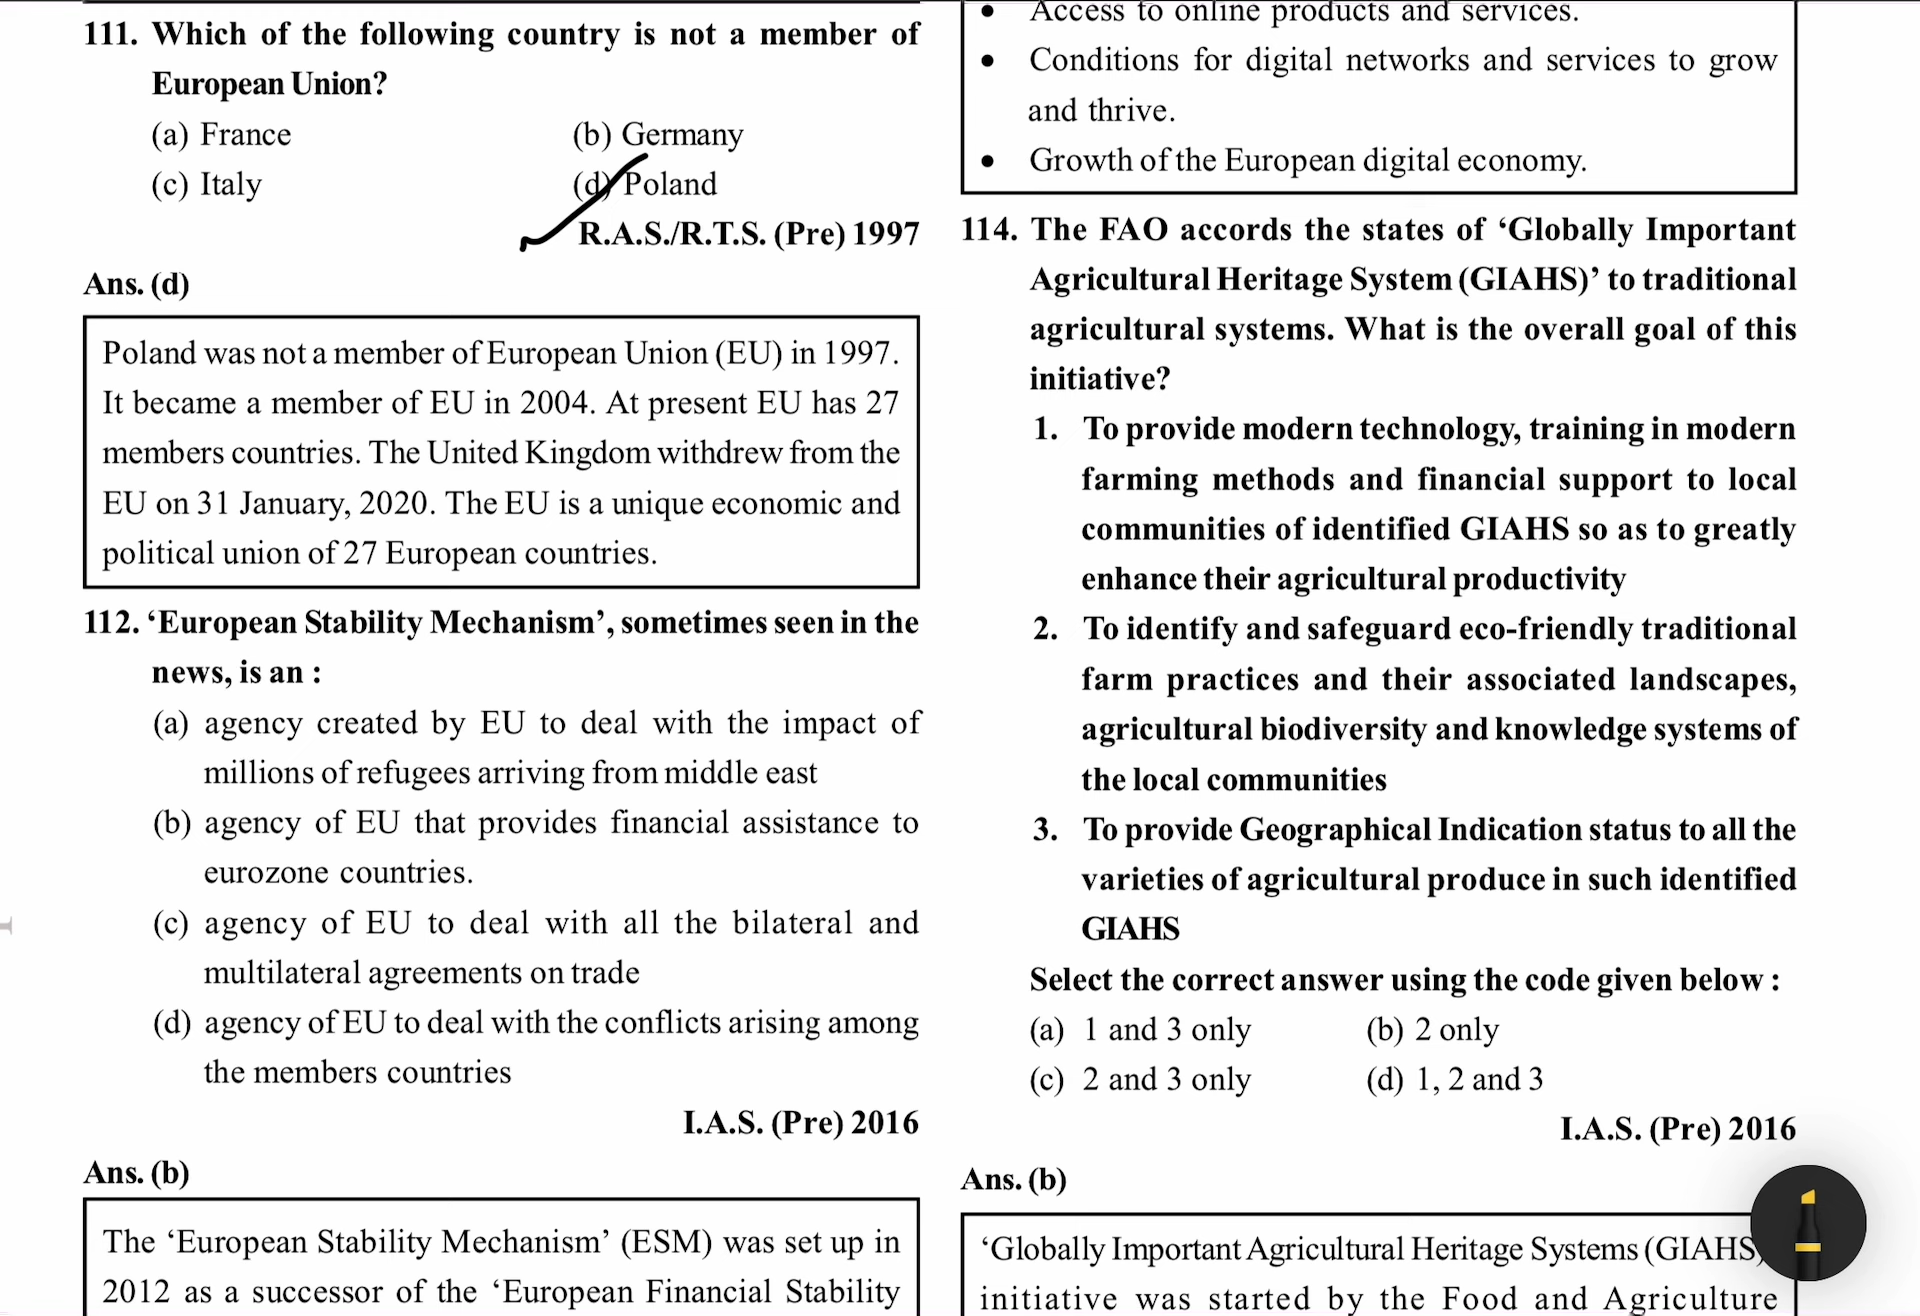 111. Which of the following country is not a member of
European Union?
(a) France (b) Germany
(c) Italy (d) Poland
R.A.S./R.T.S. (Pre) 1997
Ans. (d)
Poland was not a member of European Union (EU) in 1997.
It became a member of EU in 2004. At present EU has 27
members countries. The United Kingdom withdrew from the
EU on 31 January, 2020. The EU is a unique economic and
political union of 27 European countries.
112. ‘European Stability Mechanism’, sometimes seen in the
news, is an :
(a) agency created by EU to deal with the impact of
millions of refugees arriving from middle east
(b) agency of EU that provides financial assistance to
eurozone countries.
(c) agency of EU to deal with all the bilateral and
multilateral agreements on trade
(d) agency of EU to deal with the conflicts arising among
the members countries
I.A.S. (Pre) 2016
Ans. (b)
The ‘European Stability Mechanism’ (ESM) was set up in
2012 as a successor of the ‘European Financial Stability
• Access to online products and services.
• Conditions for digital networks and services to grow
and thrive.
• Growth of the European digital economy.
114. The FAO accords the states of ‘Globally Important
Agricultural Heritage System (GIAHS)’ to traditional
agricultural systems. What is the overall goal of this
initiative?
1. To provide modern technology, training in modern
farming methods and financial support to local
communities of identified GIAHS so as to greatly
enhance their agricultural productivity
2. To identify and safeguard eco-friendly traditional
farm practices and their associated landscapes,
agricultural biodiversity and knowledge systems of
the local communities
3. To provide Geographical Indication status to all the
varieties of agricultural produce in such identified
GIAHS
Select the correct answer using the code given below :
(a) 1 and 3 only (b) 2 only
(c) 2 and 3 only (d) 1, 2 and 3
I.A.S. (Pre) 2016
Ans. (b)
‘Globally Important Agricultural Heritage Systems (GIAHS
initiative was started by the Food and Agriculture